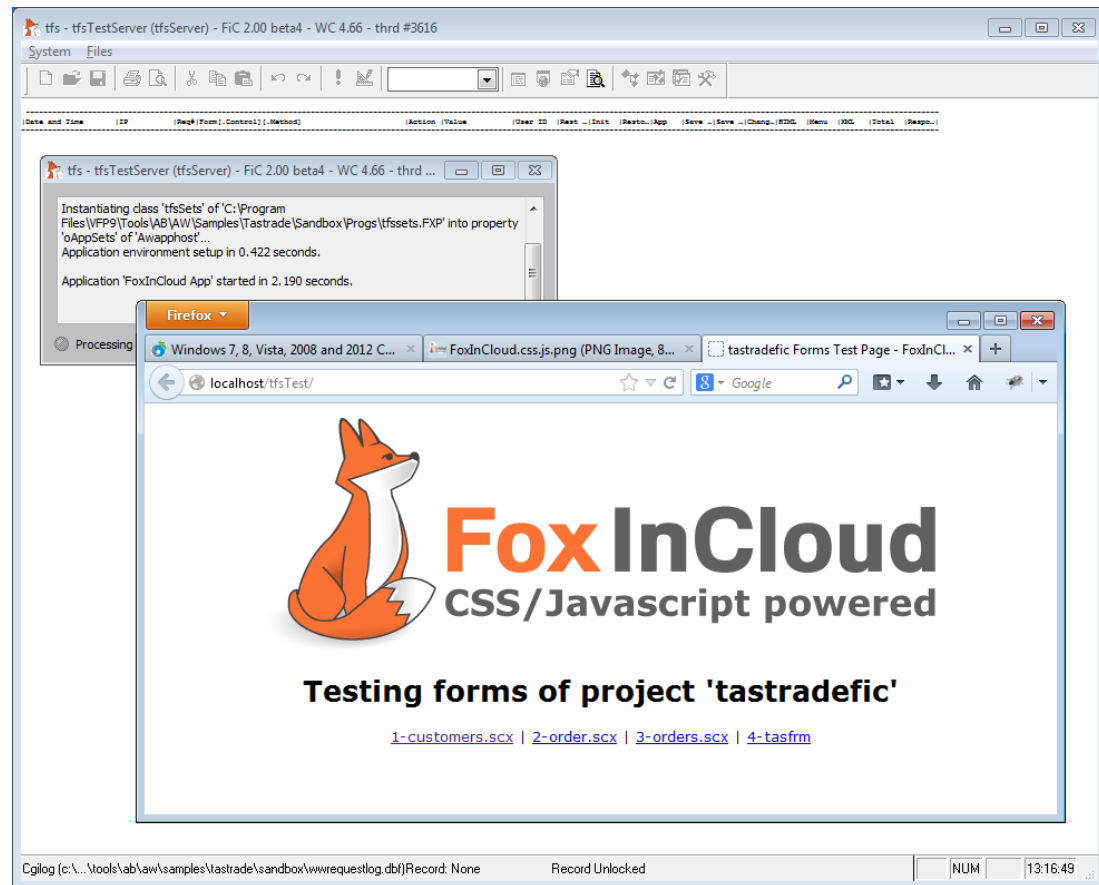 tfs - tfsTestServer (tfsServer) - FiC 2.00 beta4 - WC 4.66 - thrd #3616
System Files
|Date and Time |IP |Req#|Form[.Control][.Method] |Action |Value |User ID |Rest …|Init |Resto…|App |Save …|Save …|Chang…|HTML |Menu |XML |Total |Respo…|
tfs - tfsTestServer (tfsServer) - FiC 2.00 beta4 - WC 4.66 - thrd ...
Instantiating class 'tfsSets' of 'C:\Program
Files\VFP9\Tools\AB\AW\Samples\Tastrade\Sandbox\Progs\tfssets.FXP' into property
'oAppSets' of 'Awapphost'...
Application environment setup in 0.422 seconds.
Application 'FoxInCloud App' started in 2.190 seconds.
Processing
Firefox
Windows 7, 8, Vista, 2008 and 2012 C...
FoxInCloud.css.js.png (PNG Image, 8...
tastradefic Forms Test Page - FoxInCl...
localhost/tfsTest/
8 Google
FoxInCloud
CSS/Javascript powered
Testing forms of project 'tastradefic'
1-customers.scx | 2-order.scx | 3-orders.scx | 4-tasfrm
Cgilog (c:\...\tools\ab\aw\samples\tastrade\sandbox\wwrequestlog.dbf)Record: None Record Unlocked NUM 13:16:49